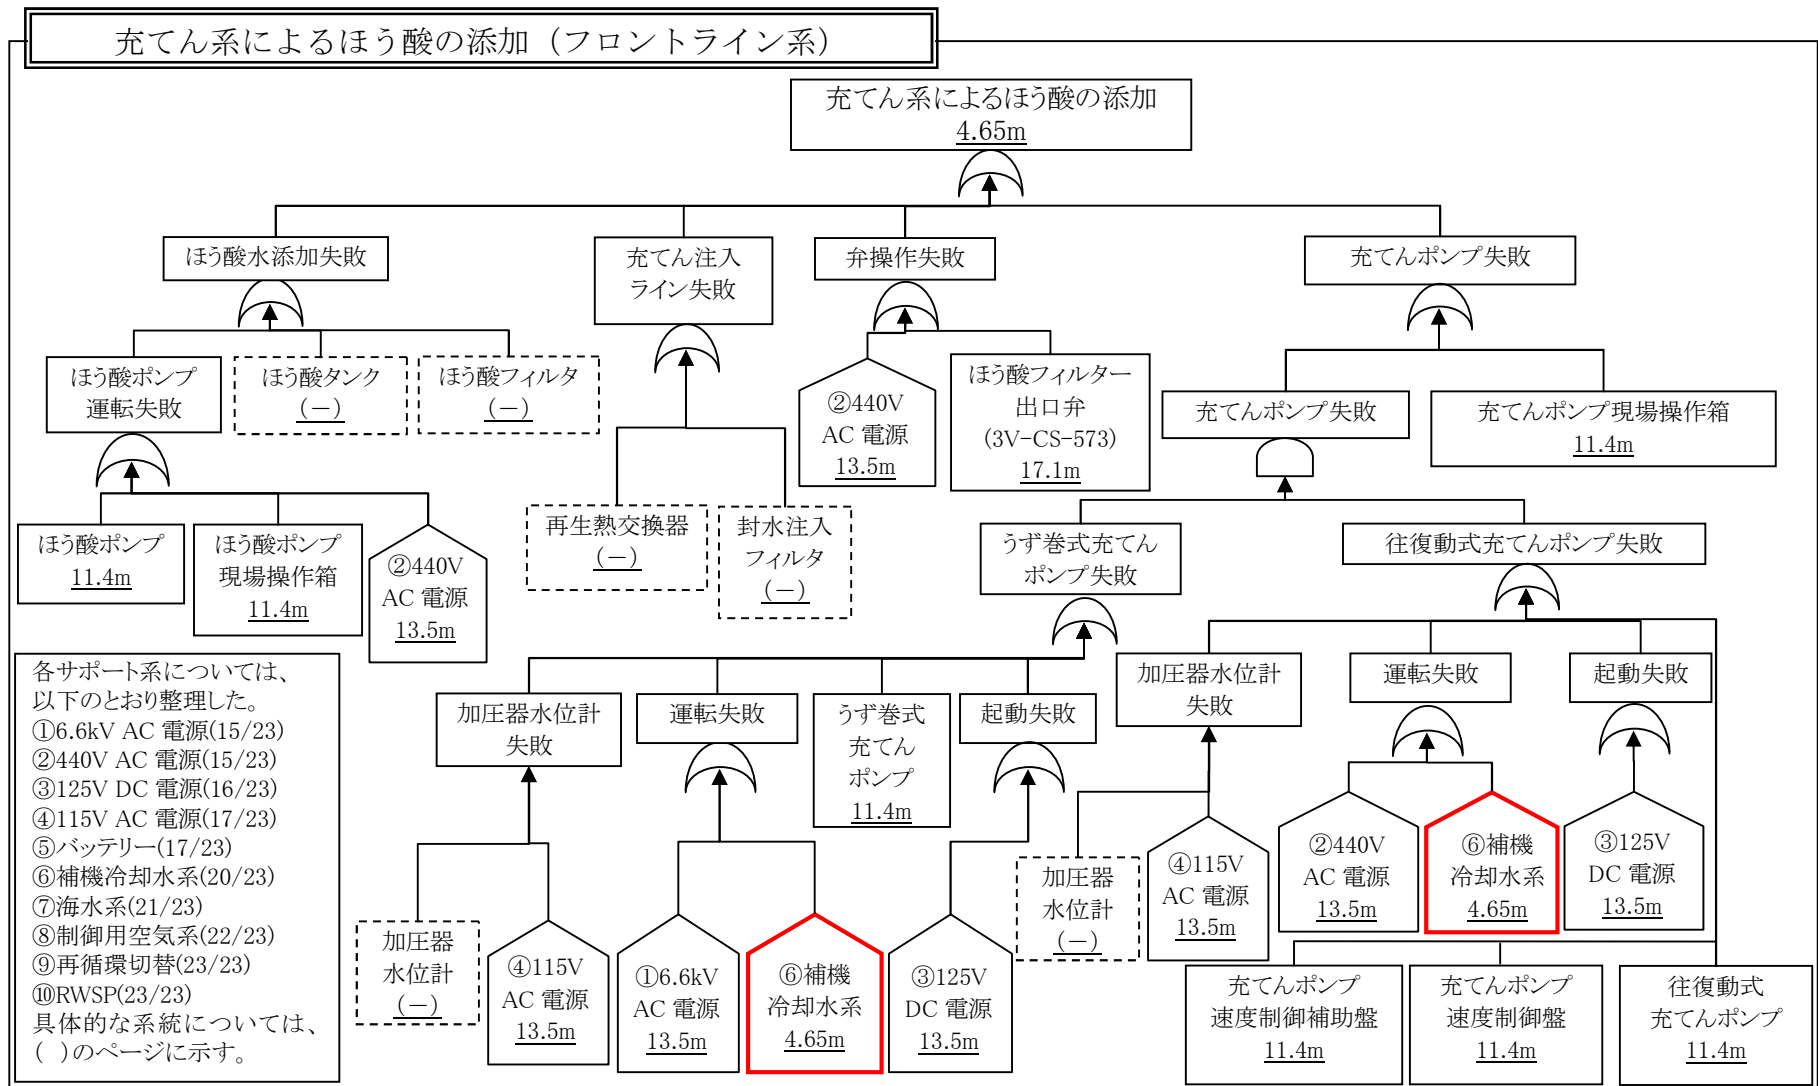 充てん系によるほう酸の添加（フロントライン系）
充てん系によるほう酸の添加
4.65m
ほう酸水添加失敗
充てん注入
ライン失敗
弁操作失敗
充てんポンプ失敗
ほう酸ポンプ
運転失敗
ほう酸タンク
(－)
ほう酸フィルタ
(－)
②440V
AC 電源
13.5m
ほう酸フィルター
出口弁
(3V-CS-573)
17.1m
充てんポンプ失敗
充てんポンプ現場操作箱
11.4m
ほう酸ポンプ
11.4m
ほう酸ポンプ
現場操作箱
11.4m
②440V
AC 電源
13.5m
再生熱交換器
(－)
封水注入
フィルタ
(－)
うず巻式充てん
ポンプ失敗
往復動式充てんポンプ失敗
加圧器水位計
失敗
運転失敗
うず巻式
充てん
ポンプ
11.4m
起動失敗
加圧器水位計
失敗
運転失敗
起動失敗
加圧器
水位計
(－)
④115V
AC 電源
13.5m
①6.6kV
AC 電源
13.5m
⑥補機
冷却水系
4.65m
③125V
DC 電源
13.5m
加圧器
水位計
(－)
④115V
AC 電源
13.5m
②440V
AC 電源
13.5m
⑥補機
冷却水系
4.65m
③125V
DC 電源
13.5m
充てんポンプ
速度制御補助盤
11.4m
充てんポンプ
速度制御盤
11.4m
往復動式
充てんポンプ
11.4m
各サポート系については、
以下のとおり整理した。
①6.6kV AC 電源(15/23)
②440V AC 電源(15/23)
③125V DC 電源(16/23)
④115V AC 電源(17/23)
⑤バッテリー(17/23)
⑥補機冷却水系(20/23)
⑦海水系(21/23)
⑧制御用空気系(22/23)
⑨再循環切替(23/23)
⑩RWSP(23/23)
具体的な系統については、
( )のページに示す。